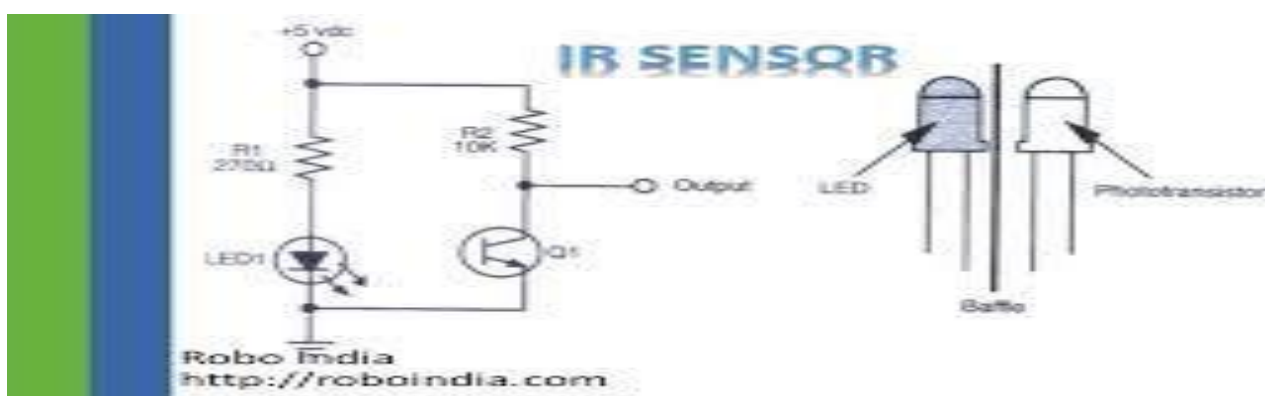 +5 vdc
IR SENSOR
R1
270Ω
R2
10K
Output
LED1
Q1
LED
Phototransistor
Baffle
Robo India
http://roboindia.com